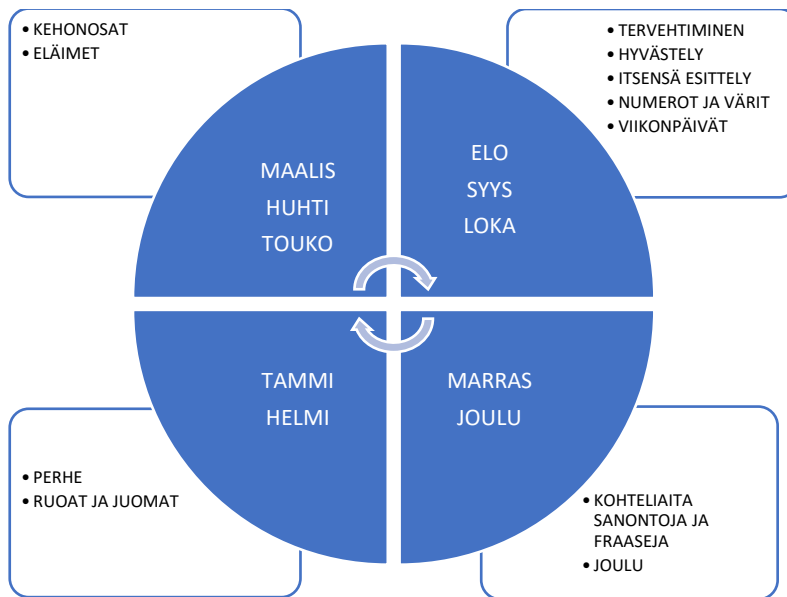 • KEHONOSAT
• ELÄIMET
• TERVEHTIMINEN
• HYVÄSTELY
• ITSENSÄ ESITTELY
• NUMEROT JA VÄRIT
• VIIKONPÄIVÄT
MAALIS
HUHTI
TOUKO
ELO
SYYS
LOKA
TAMMI
HELMI
MARRAS
JOULU
• PERHE
• RUOAT JA JUOMAT
• KOHTELIAITA
SANONTOJA JA
FRAASEJA
• JOULU